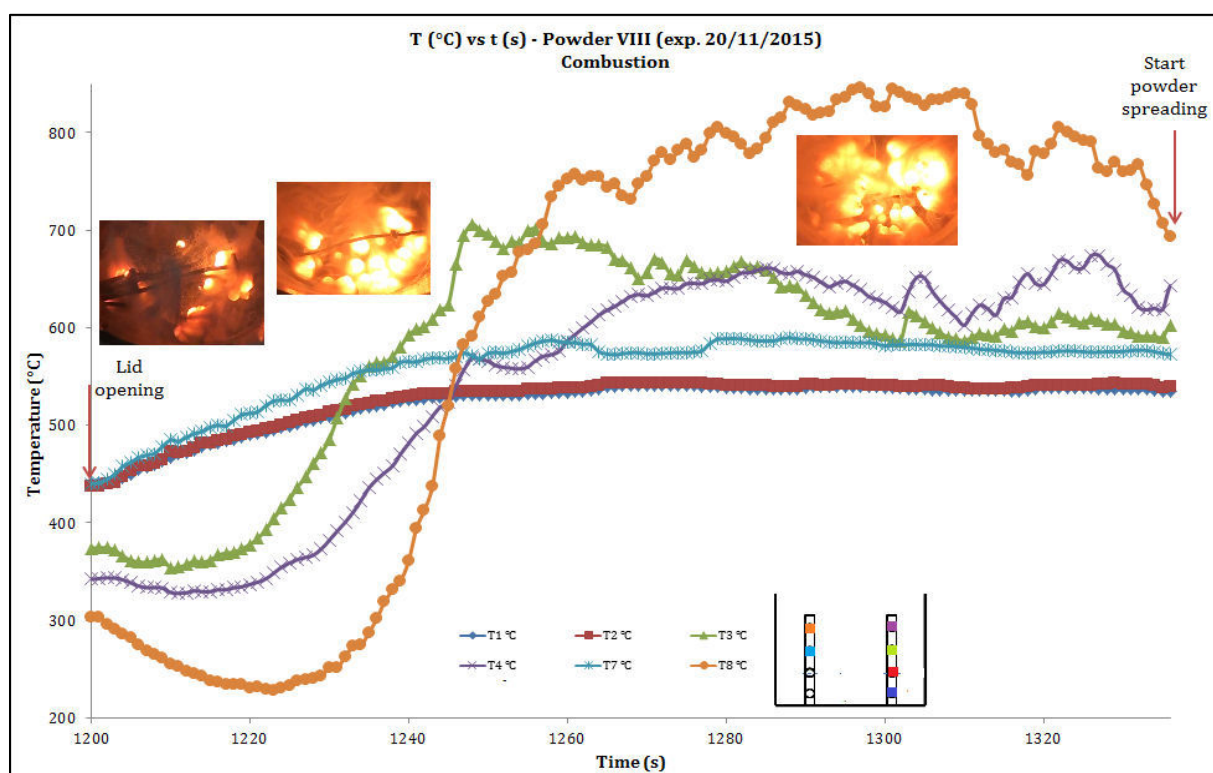 T (°C) vs t (s) - Powder VIII (exp. 20/11/2015)
Combustion
Start
powder
spreading
Lid
opening
Temperature (°C)
800
700
600
500
400
300
200
T1 °C
T2 °C
T3 °C
T4 °C
T7 °C
T8 °C
1200
1220
1240
1260
1280
1300
1320
Time (s)